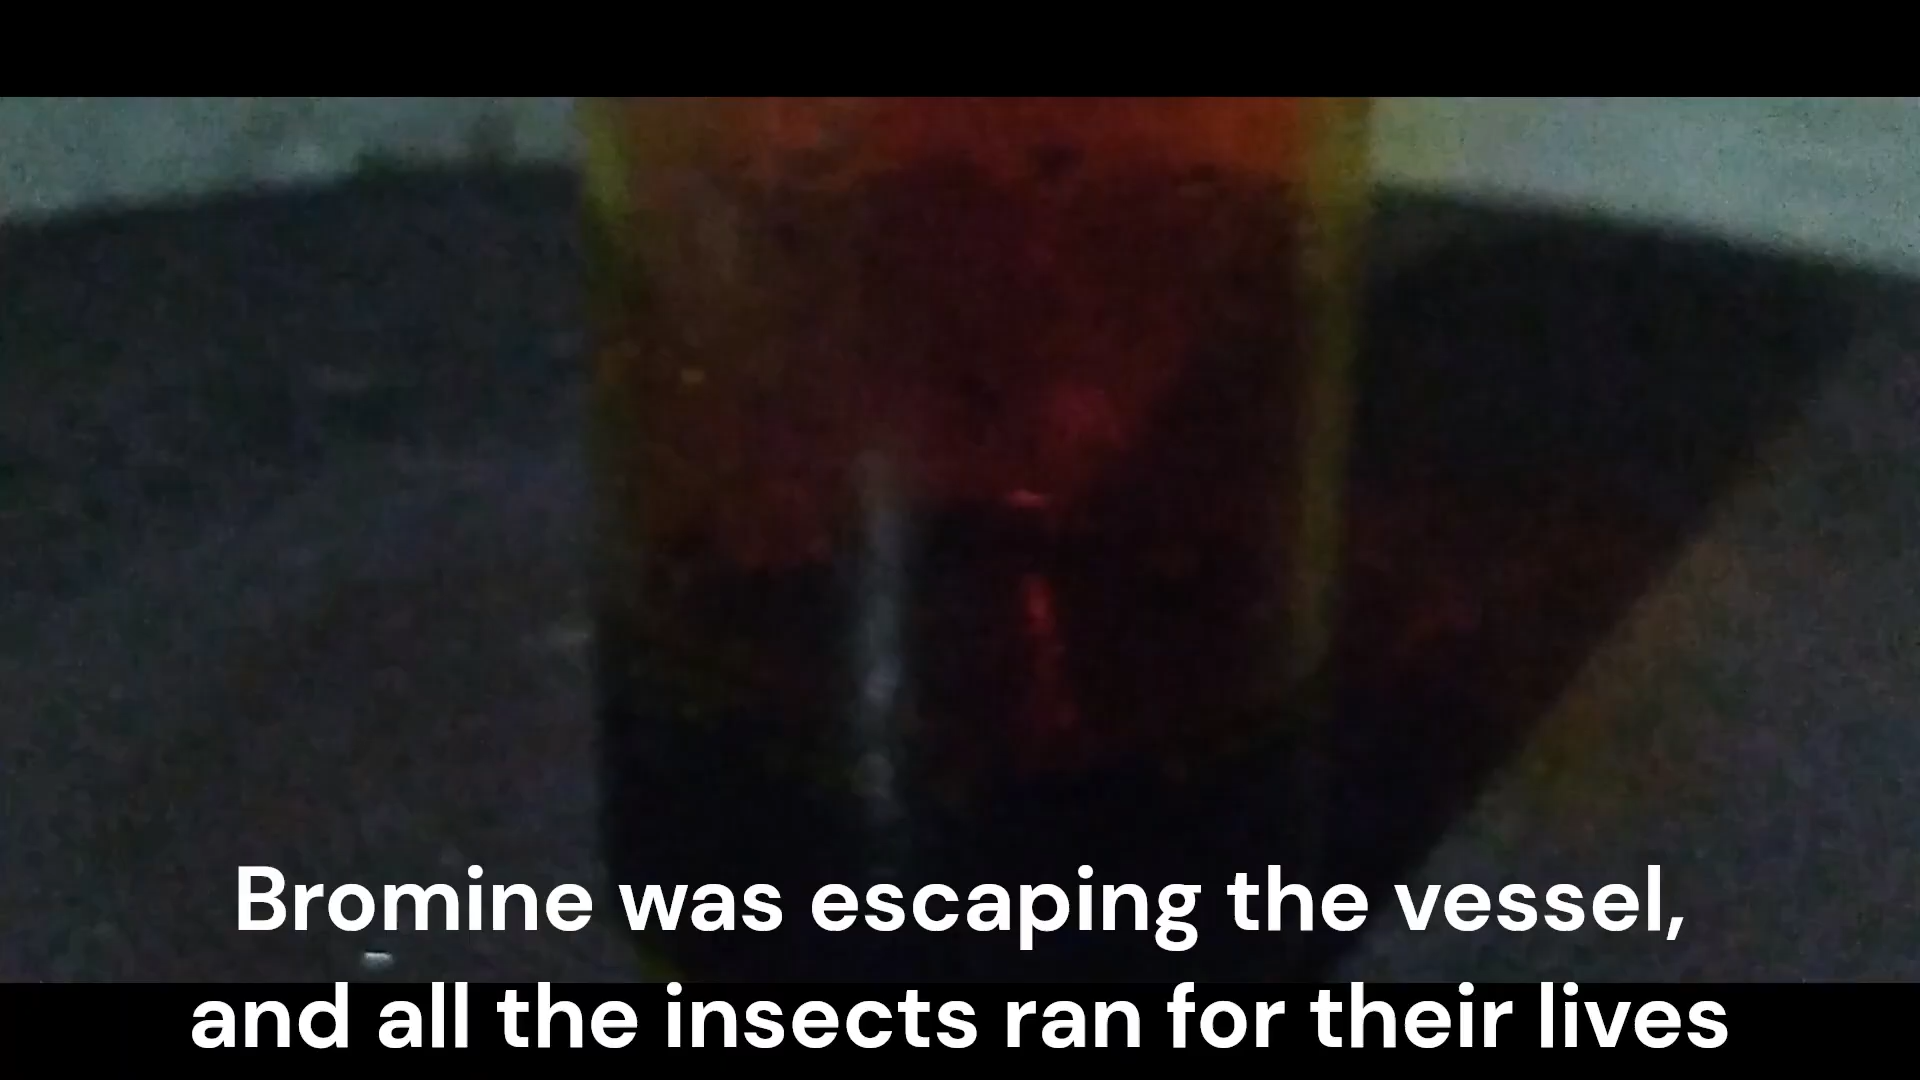 Bromine was escaping the vessel,
and all the insects ran for their lives